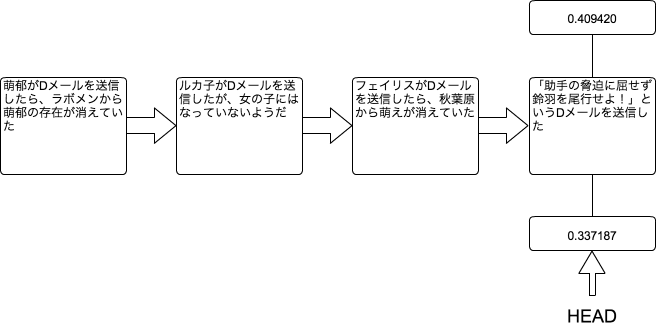 0.409420
萌郁がDメールを送信
したら、ラボメンから
萌郁の存在が消えてい
た
ルカ子がDメールを送
信したが、女の子には
なっていないようだ
フェイリスがDメール
を送信したら、秋葉原
から萌えが消えていた
「助手の脅迫に屈せず
鈴羽を尾行せよ！」と
いうDメールを送信し
た
0.337187
HEAD